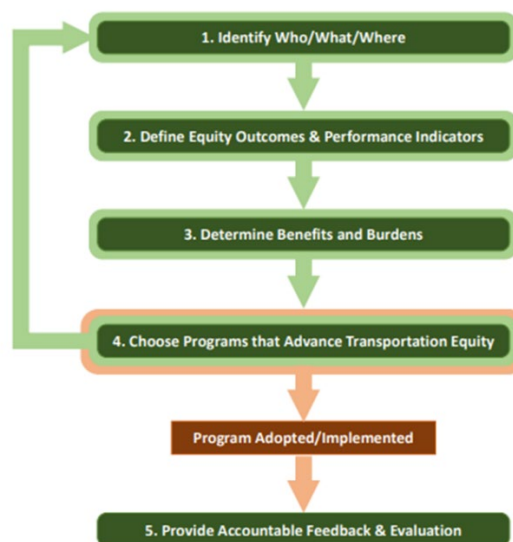 1. Identify Who/What/Where
2. Define Equity Outcomes & Performance Indicators
3. Determine Benefits and Burdens
4. Choose Programs that Advance Transportation Equity
Program Adopted/Implemented
5. Provide Accountable Feedback & Evaluation